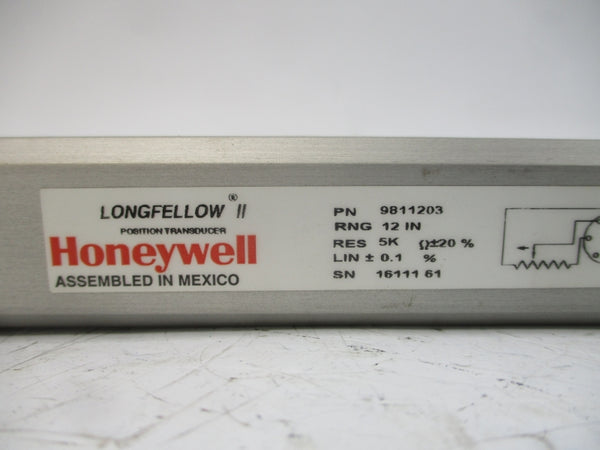 LONGFELLOW® II
POSITION TRANSDUCER
Honeywell
ASSEMBLED IN MEXICO
PN 9811203
RNG 12 IN
RES 5K Ω±20 %
LIN ± 0.1 %
SN 16111 61